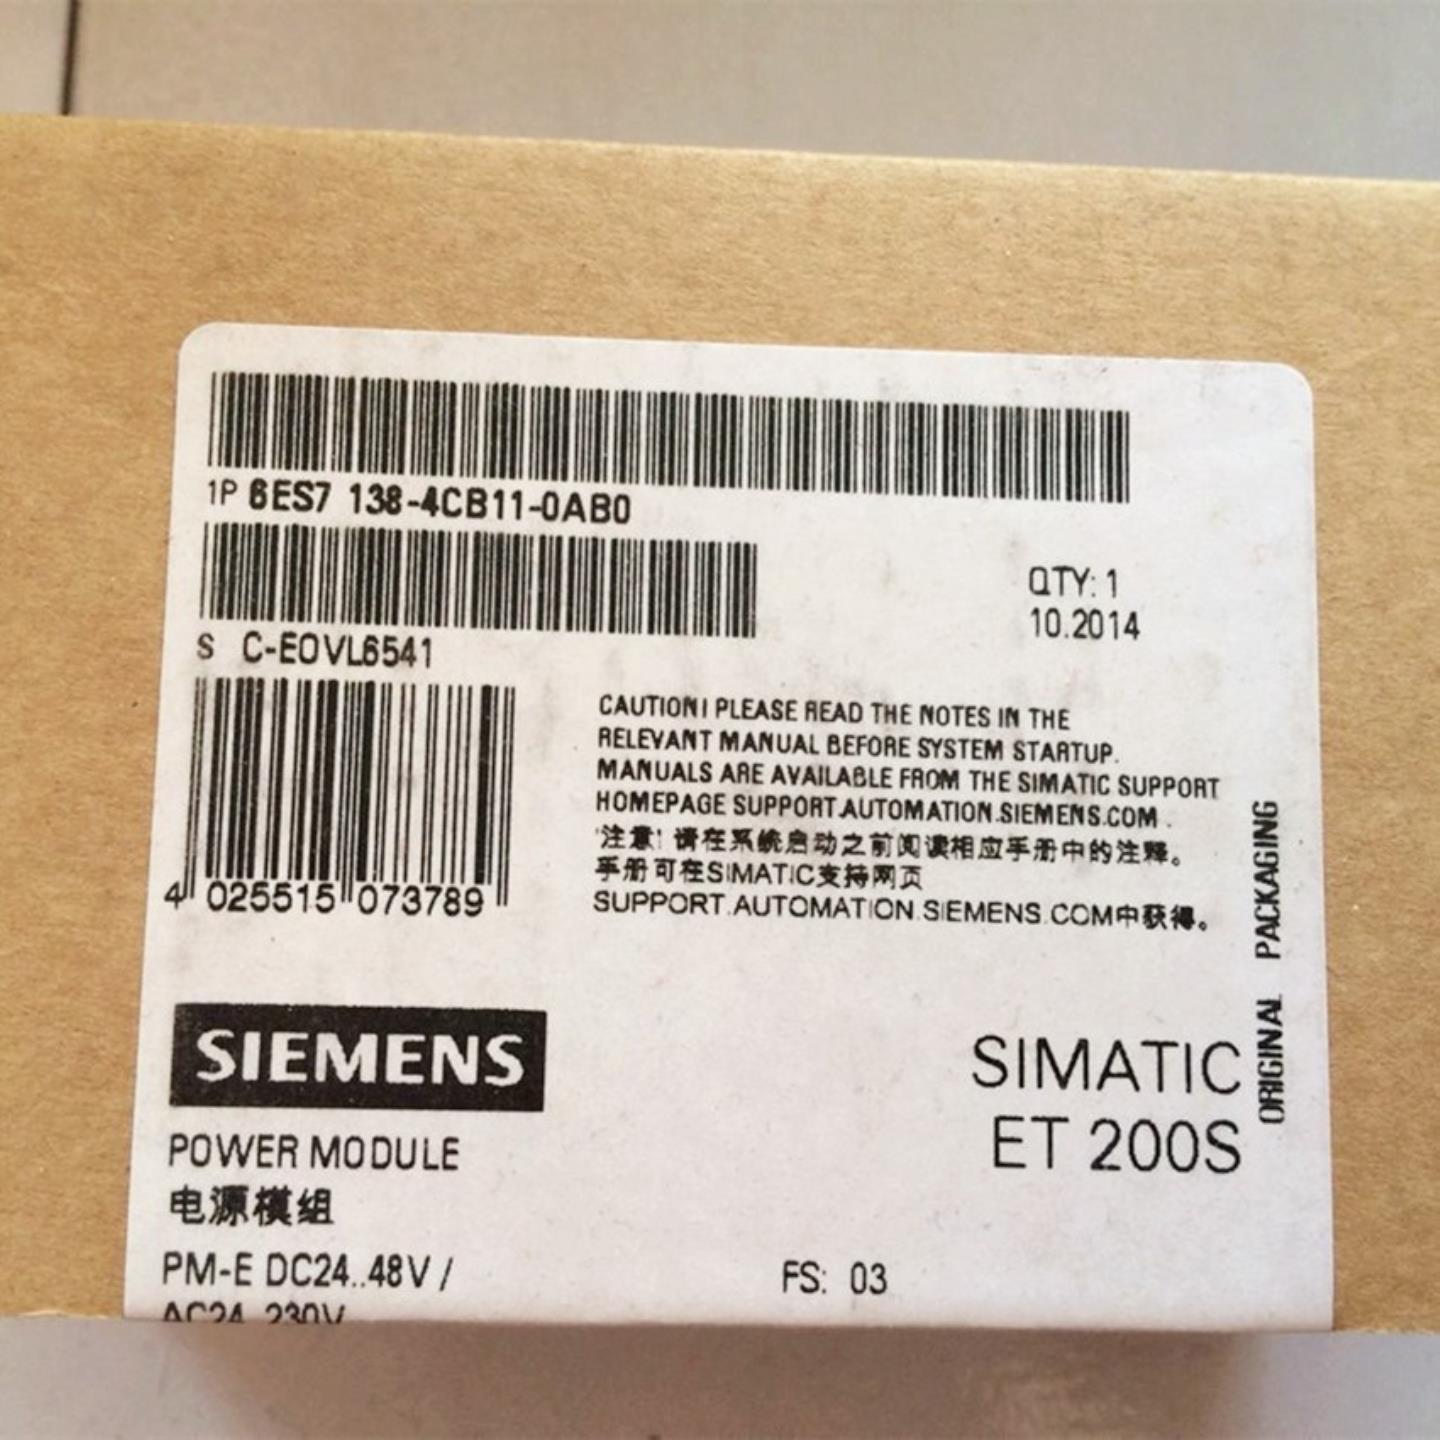 1P 6ES7 138-4CB11-0AB0
S C-E0VL6541
QTY: 1
10.2014
4 025515 073789
CAUTION! PLEASE READ THE NOTES IN THE
RELEVANT MANUAL BEFORE SYSTEM STARTUP.
MANUALS ARE AVAILABLE FROM THE SIMATIC SUPPORT
HOMEPAGE SUPPORT.AUTOMATION.SIEMENS.COM .
注意! 请在系统启动之前阅读相应手册中的注释。
手册可在SIMATIC支持网页
SUPPORT.AUTOMATION.SIEMENS.COM中获得。
ORIGINAL PACKAGING
SIEMENS
SIMATIC
ET 200S
POWER MODULE
电源模组
PM-E DC24..48V /
FS: 03
AC24..230V